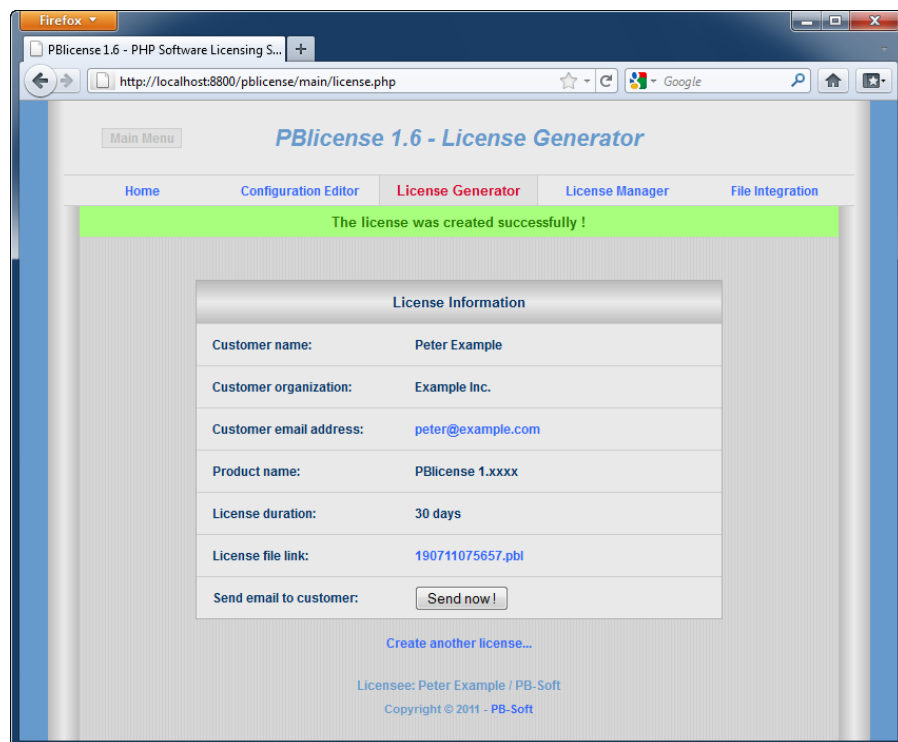 Firefox
PBlicense 1.6 - PHP Software Licensing S...
http://localhost:8800/pblicense/main/license.php
Google
Main Menu
PBlicense 1.6 - License Generator
Home Configuration Editor License Generator License Manager File Integration
The license was created successfully !
License Information
Customer name: Peter Example
Customer organization: Example Inc.
Customer email address: peter@example.com
Product name: PBlicense 1.xxxx
License duration: 30 days
License file link: 190711075657.pbl
Send email to customer: Send now !
Create another license...
Licensee: Peter Example / PB-Soft
Copyright © 2011 - PB-Soft